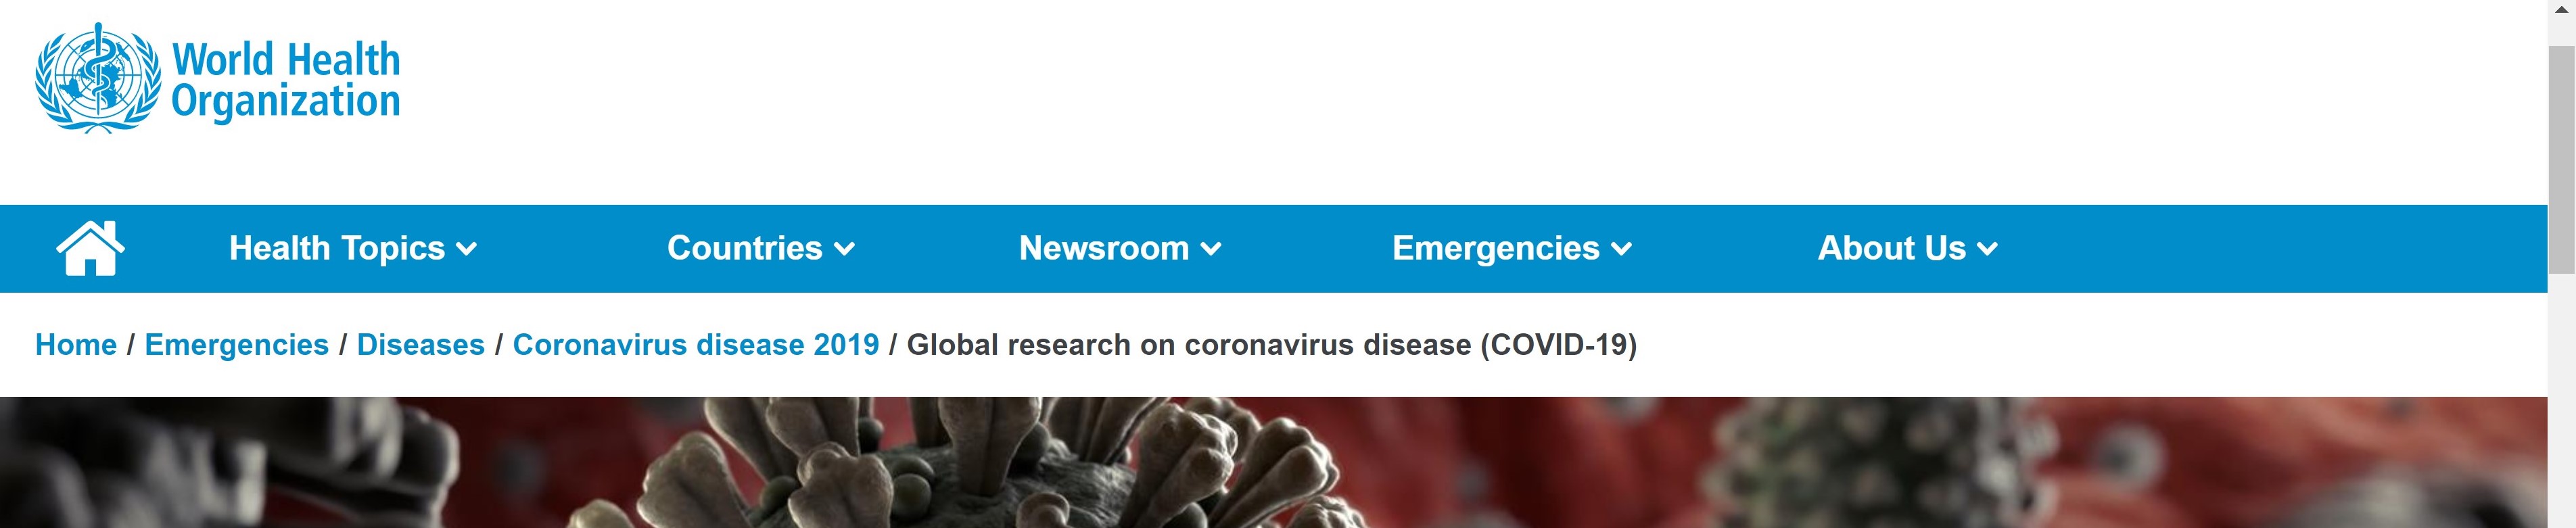 World Health
Organization
Health Topics Countries Newsroom Emergencies About Us
Home / Emergencies / Diseases / Coronavirus disease 2019 / Global research on coronavirus disease (COVID-19)